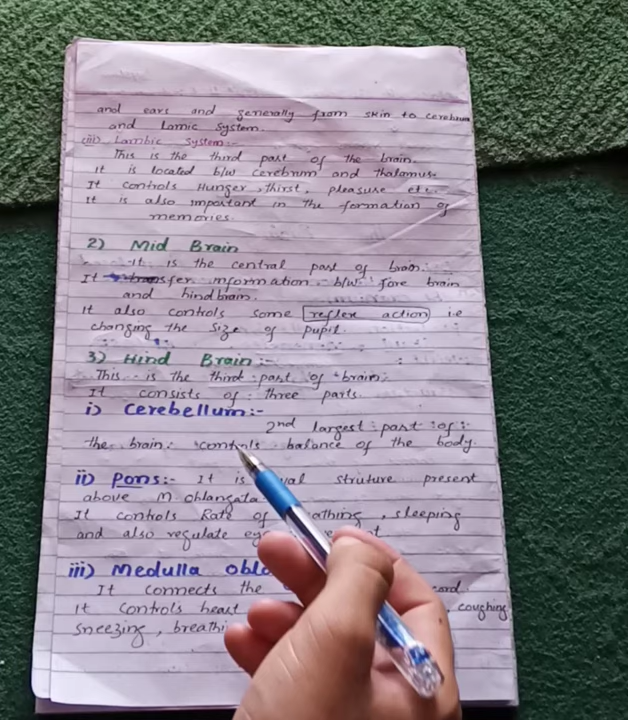 and ears and generally from skin to cerebrum
and Lamic System.
(iii) Lambic System:-
This is the third part of the brain.
it is located b/w cerebrum and thalamus.
It controls Hunger, thirst, pleasure etc.
It is also important in the formation of
memories.
2) Mid Brain
It is the central part of brain.
It transfer information b/w fore brain
and hindbrain.
It also controls some reflex action i.e
changing the size of pupil.
3) Hind Brain:-
This is the third part of brain.
It consists of three parts.
i) Cerebellum:-
2nd largest part of
the brain. controls balance of the body.
ii) Pons:- It is struture present
above M oblangata
It controls Rate of , sleeping
and also regulate
iii) Medulla
It connects the
It controls heart , coughing
sneezing,